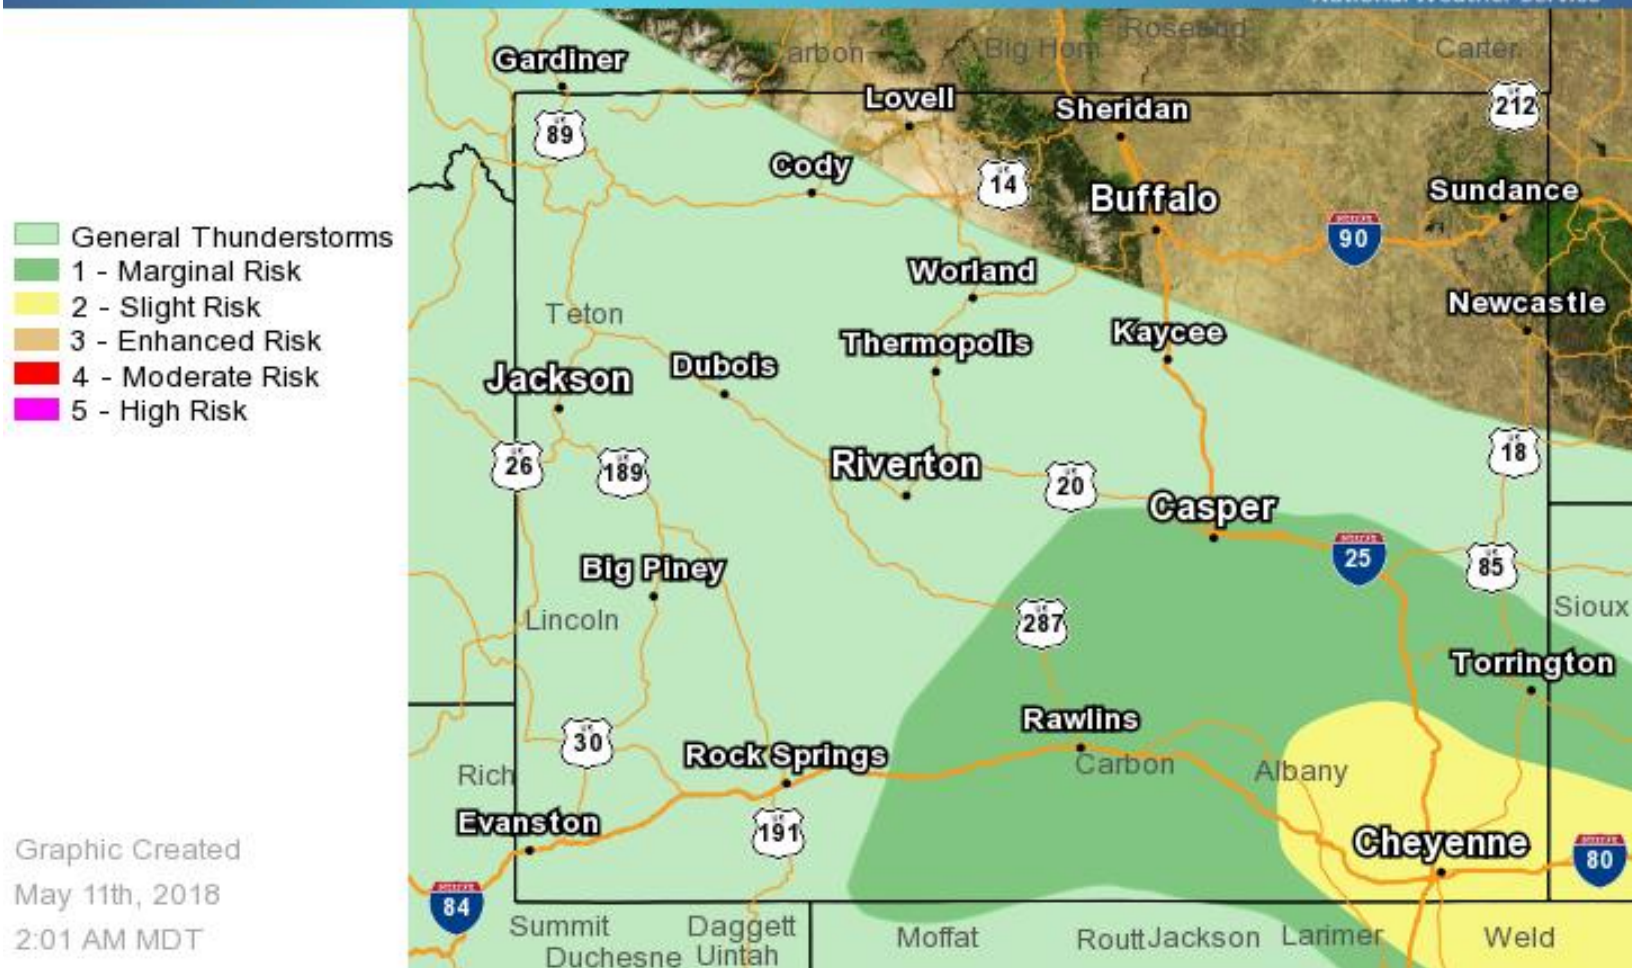 National Weather Service
General Thunderstorms
1 - Marginal Risk
2 - Slight Risk
3 - Enhanced Risk
4 - Moderate Risk
5 - High Risk
Graphic Created
May 11th, 2018
2:01 AM MDT
Gardiner
Carbon
Big Horn
Rosebud
Carter
89
Lovell
Sheridan
212
Cody
14
Buffalo
Sundance
90
Worland
Newcastle
Teton
Thermopolis
Kaycee
Jackson
Dubois
26
189
Riverton
20
18
Casper
25
85
Big Piney
Lincoln
287
Sioux
Torrington
30
Rawlins
Rich
Rock Springs
Carbon
Albany
Evanston
191
Cheyenne
80
84
Summit
Daggett
Moffat
Routt
Jackson
Larimer
Weld
Duchesne
Uintah